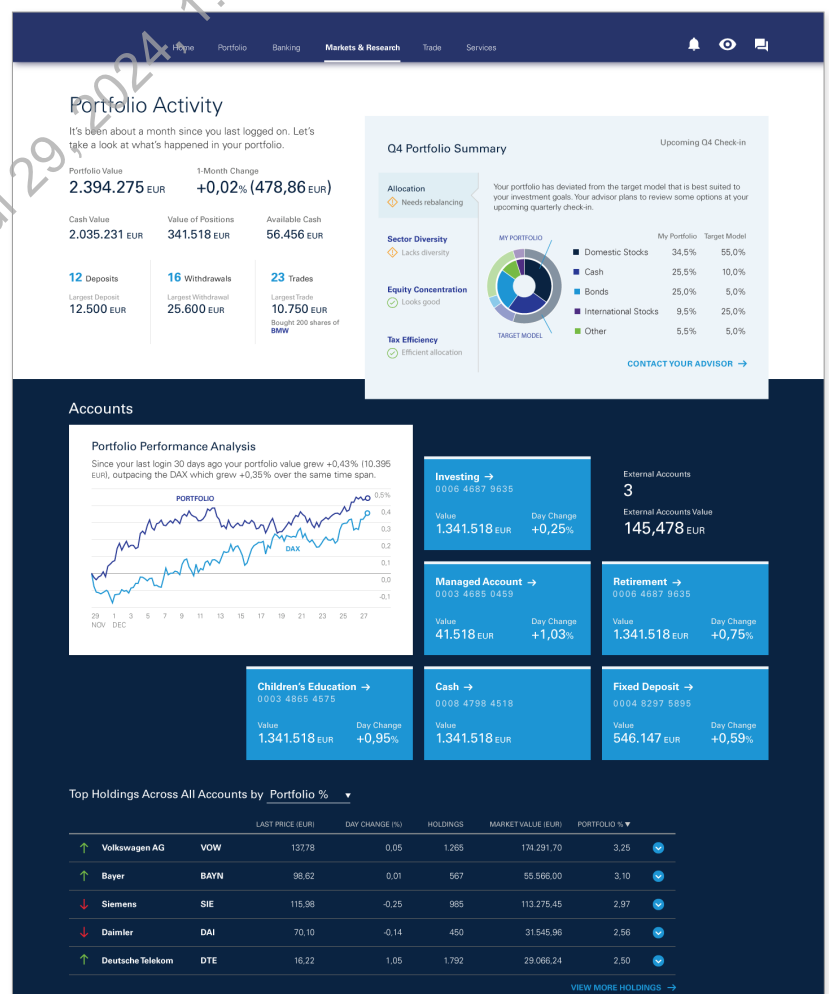 Home Portfolio Banking Markets & Research Trade Services
29, 2024, 1
Portfolio Activity
It's been about a month since you last logged on. Let's
take a look at what's happened in your portfolio.
Portfolio Value 1-Month Change
2.394.275 EUR +0,02% (478,86 EUR)
Cash Value Value of Positions Available Cash
2.035.231 EUR 341.518 EUR 56.456 EUR
12 Deposits 16 Withdrawals 23 Trades
Largest Deposit Largest Withdrawal Largest Trade
12.500 EUR 25.600 EUR 10.750 EUR
Bought 200 shares of
BMW
Q4 Portfolio Summary Upcoming Q4 Check-in
Allocation
Needs rebalancing
Sector Diversity
Lacks diversity
Equity Concentration
Looks good
Tax Efficiency
Efficient allocation
Your portfolio has deviated from the target model that is best suited to
your investment goals. Your advisor plans to review some options at your
upcoming quarterly check-in.
MY PORTFOLIO
TARGET MODEL
My Portfolio Target Model
Domestic Stocks 34,5% 55,0%
Cash 25,5% 10,0%
Bonds 25,0% 5,0%
International Stocks 9,5% 25,0%
Other 5,5% 5,0%
CONTACT YOUR ADVISOR →
Accounts
Portfolio Performance Analysis
Since your last login 30 days ago your portfolio value grew +0,43% (10.395
EUR), outpacing the DAX which grew +0,35% over the same time span.
PORTFOLIO
DAX
0,5%
0,4
0,3
0,2
0,1
0,0
-0,1
29 1 3 5 7 9 11 13 15 17 19 21 23 25 27
NOV DEC
Investing →
0006 4687 9635
Value Day Change
1.341.518 EUR +0,25%
External Accounts
3
External Accounts Value
145,478 EUR
Managed Account →
0003 4685 0459
Value Day Change
41.518 EUR +1,03%
Retirement →
0006 4687 9635
Value Day Change
1.341.518 EUR +0,75%
Children's Education →
0003 4865 4575
Value Day Change
1.341.518 EUR +0,95%
Cash →
0008 4798 4518
Value
1.341.518 EUR
Fixed Deposit →
0004 8297 5895
Value Day Change
546.147 EUR +0,59%
Top Holdings Across All Accounts by Portfolio % ▼
LAST PRICE (EUR) DAY CHANGE (%) HOLDINGS MARKET VALUE (EUR) PORTFOLIO % ▼
↑ Volkswagen AG VOW 137,78 0,05 1.265 174.291,70 3,25
↑ Bayer BAYN 98,62 0,01 567 55.566,00 3,10
↓ Siemens SIE 115,98 -0,25 985 113.275,45 2,97
↓ Daimler DAI 70,10 -0,14 450 31.545,96 2,56
↑ Deutsche Telekom DTE 16,22 1,05 1.792 29.066,24 2,50
VIEW MORE HOLDINGS →